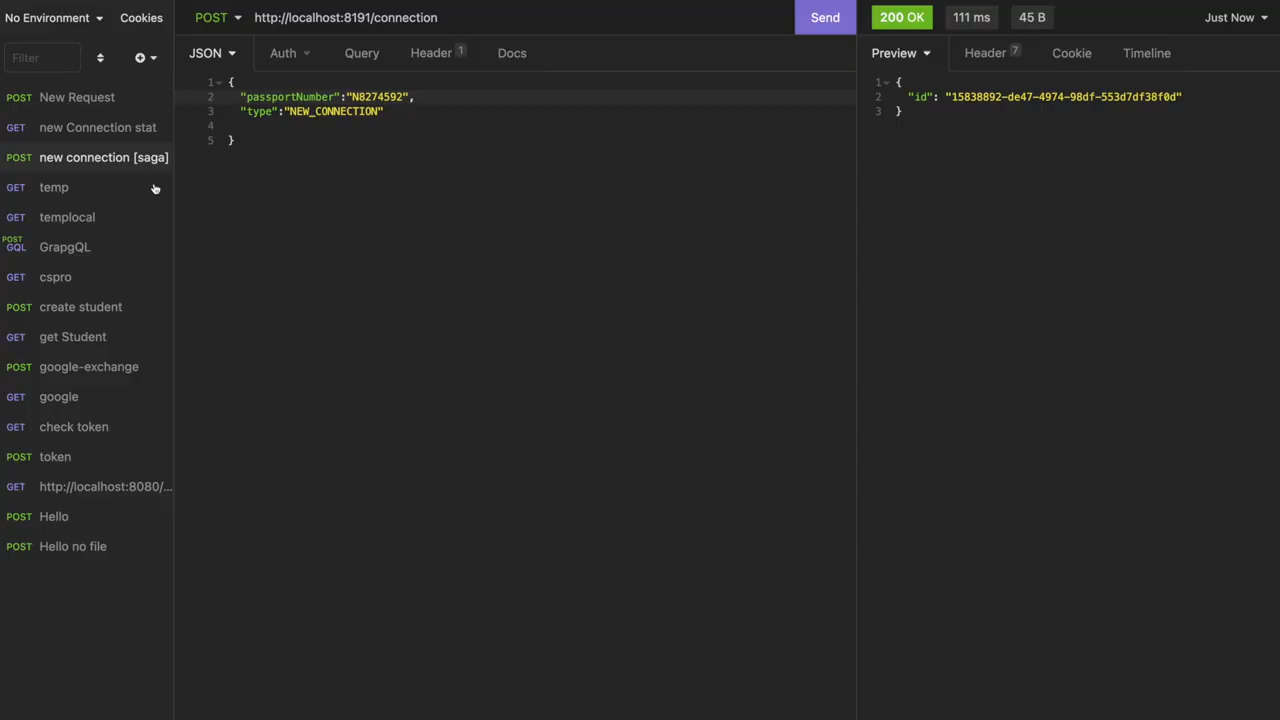 No Environment Cookies POST http://localhost:8191/connection Send 200 OK 111 ms 45 B Just Now
Filter JSON Auth Query Header 1 Docs Preview Header 7 Cookie Timeline
POST New Request
GET new Connection stat
POST new connection [saga]
GET temp
GET templocal
POST
GQL GrapgQL
GET cspro
POST create student
GET get Student
POST google-exchange
GET google
GET check token
POST token
GET http://localhost:8080/...
POST Hello
POST Hello no file
1 {
2 "passportNumber":"N8274592",
3 "type":"NEW_CONNECTION"
4
5 }
1 {
2 "id": "15838892-de47-4974-98df-553d7df38f0d"
3 }